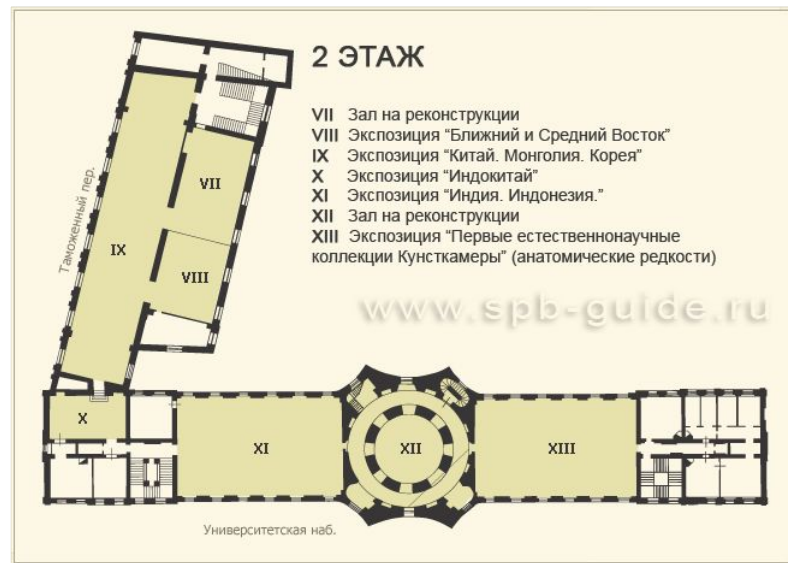 2 ЭТАЖ
VII Зал на реконструкции
VIII Экспозиция “Ближний и Средний Восток”
IX Экспозиция “Китай. Монголия. Корея”
X Экспозиция “Индокитай”
XI Экспозиция “Индия. Индонезия.”
XII Зал на реконструкции
XIII Экспозиция “Первые естественнонаучные
коллекции Кунсткамеры” (анатомические редкости)
www.spb-guide.ru
Таможенный пер.
VII
IX
VIII
X
XI
XII
XIII
Университетская наб.